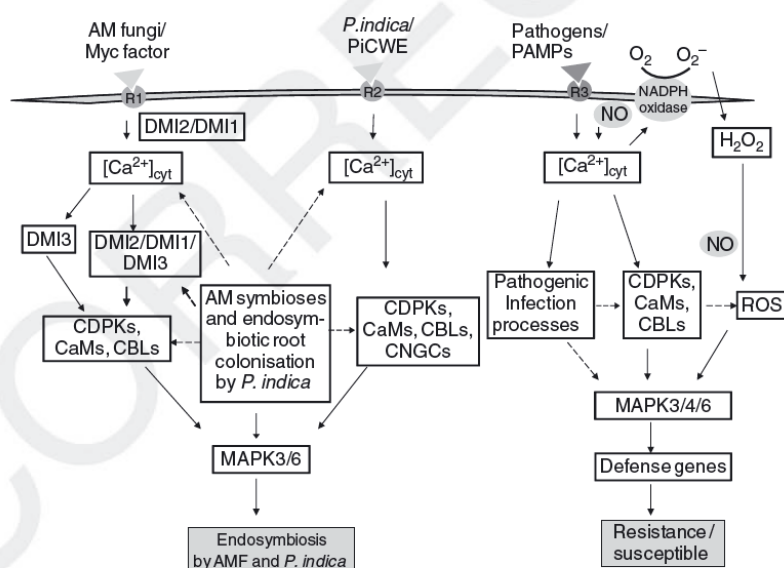 AM fungi/
Myc factor
P.indica/
PiCWE
Pathogens/
PAMPs
O₂ O₂⁻
R1
R2
R3
NADPH
oxidase
NO
DMI2/DMI1
H₂O₂
[Ca²⁺]cyt
[Ca²⁺]cyt
[Ca²⁺]cyt
DMI3
DMI2/DMI1/
DMI3
NO
AM symbioses
and endosym-
biotic root
colonisation
by P. indica
Pathogenic
Infection
processes
CDPKs,
CaMs,
CBLs
ROS
CDPKs,
CaMs, CBLs
CDPKs,
CaMs, CBLs,
CNGCs
MAPK3/4/6
MAPK3/6
Defense genes
Endosymbiosis
by AMF and P. indica
Resistance/
susceptible